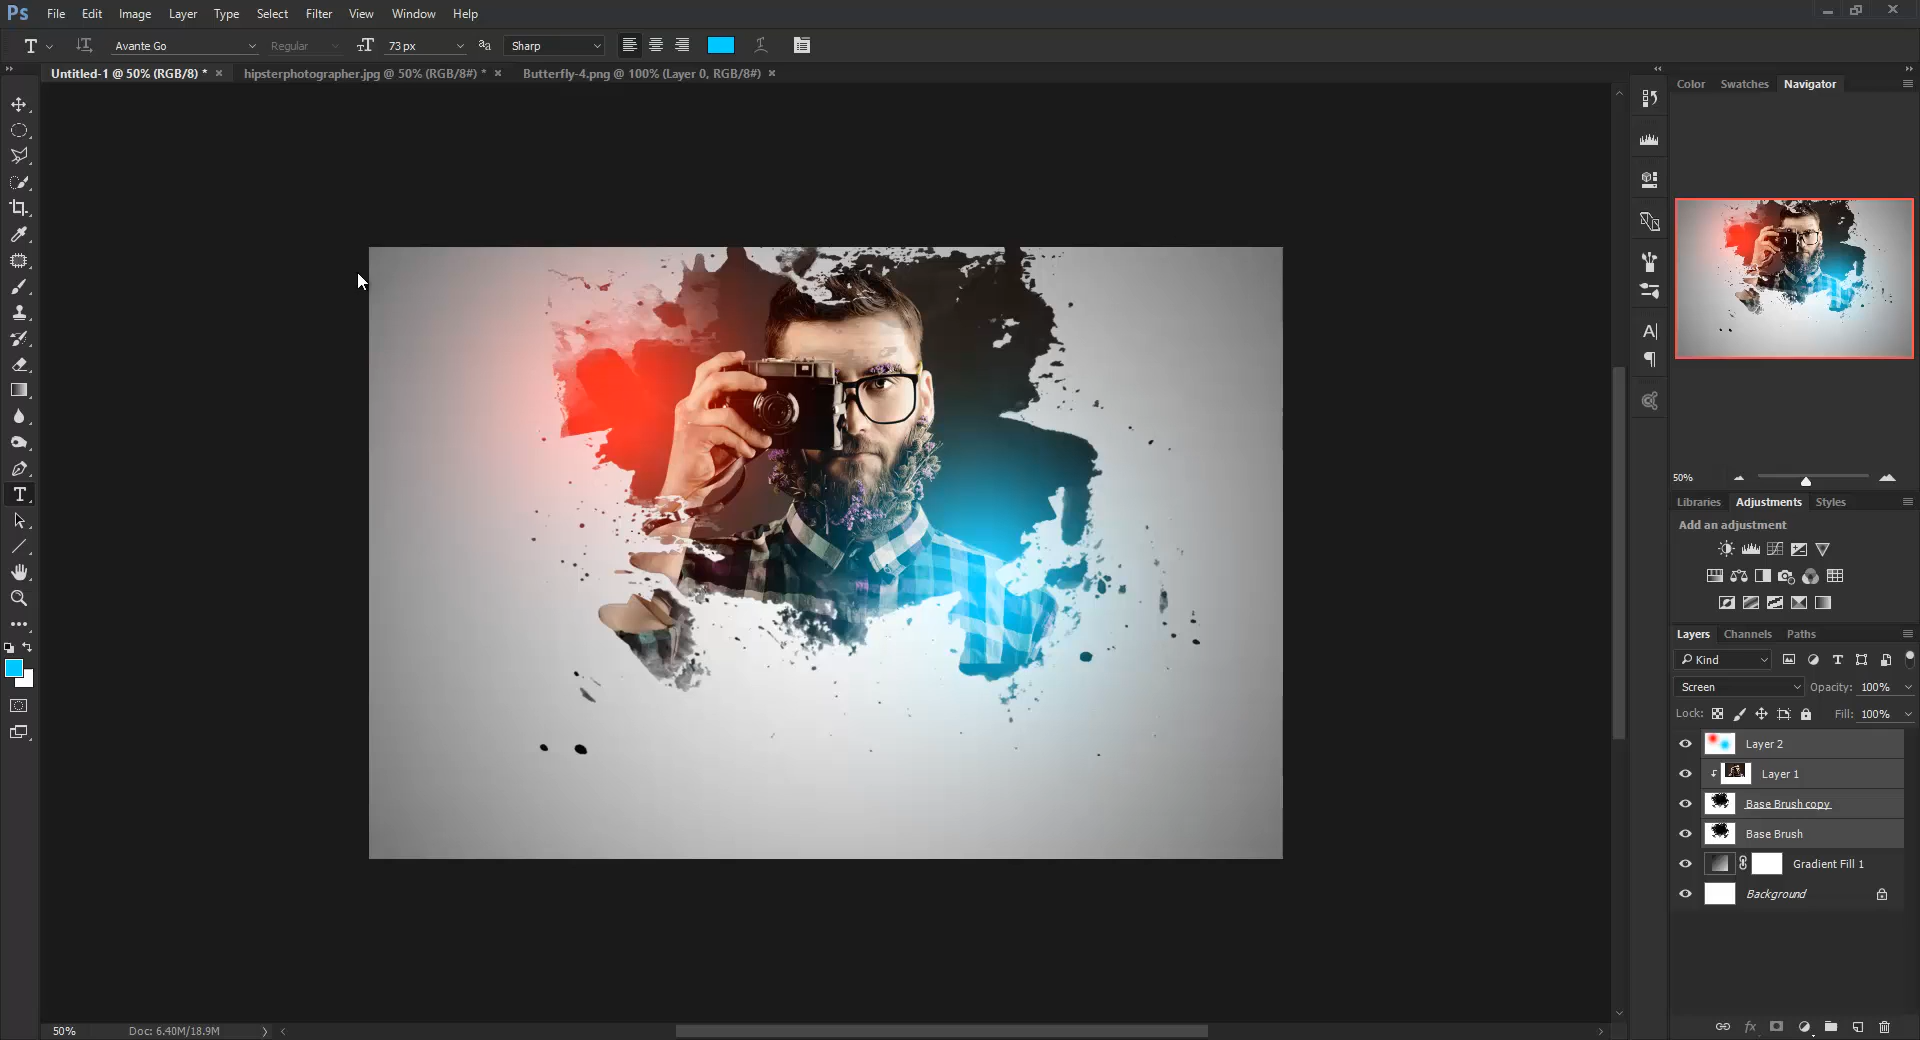 Ps File Edit Image Layer Type Select Filter View Window Help
T Avante Go Regular 73 px aa Sharp
Untitled-1 @ 50% (RGB/8) * × hipsterphotographer.jpg @ 50% (RGB/8#) * × Butterfly-4.png @ 100% (Layer 0, RGB/8#) ×
Color Swatches Navigator
50%
Libraries Adjustments Styles
Add an adjustment
Layers Channels Paths
Kind
Screen Opacity: 100%
Lock: Fill: 100%
Layer 2
Layer 1
Base Brush copy
Base Brush
Gradient Fill 1
Background
fx
50% Doc: 6.40M/18.9M